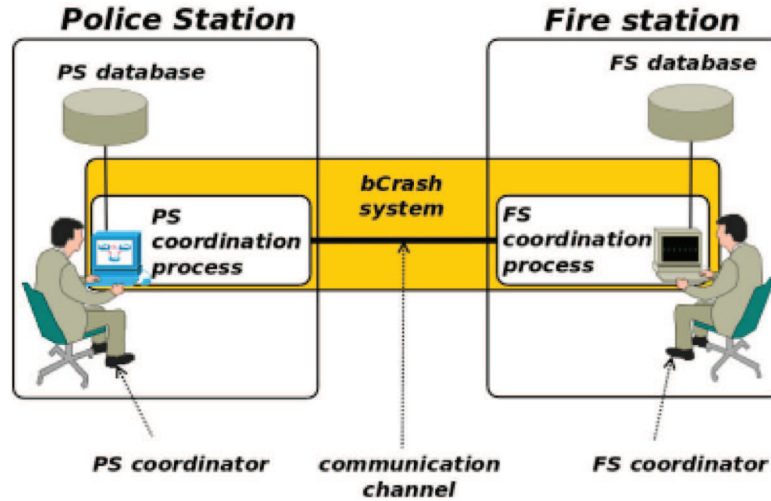 Police Station
Fire station
PS database
FS database
bCrash
system
PS
coordination
process
FS
coordination
process
PS coordinator
communication
channel
FS coordinator